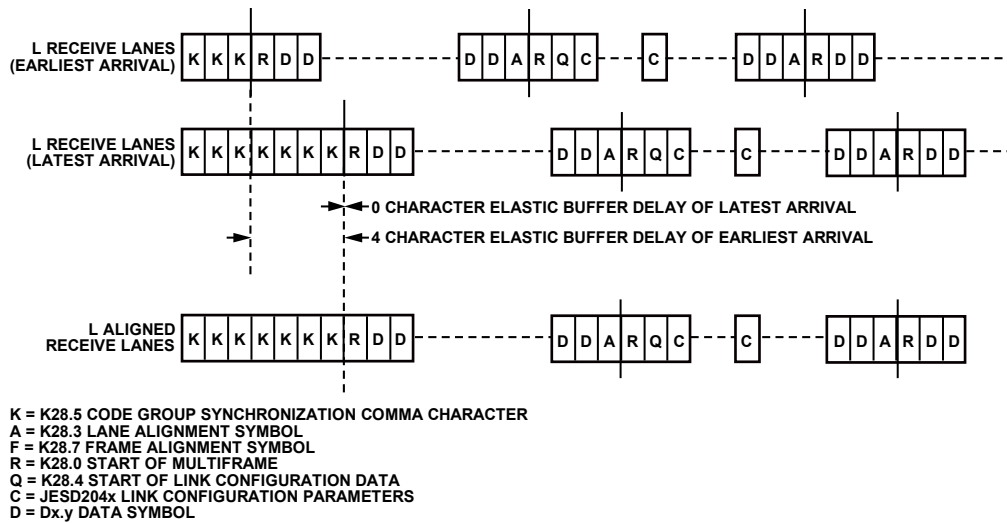 L RECEIVE LANES
(EARLIEST ARRIVAL)
K K K R D D
D D A R Q C
C
D D A R D D
L RECEIVE LANES
(LATEST ARRIVAL)
K K K K K K K R D D
D D A R Q C
C
D D A R D D
0 CHARACTER ELASTIC BUFFER DELAY OF LATEST ARRIVAL
4 CHARACTER ELASTIC BUFFER DELAY OF EARLIEST ARRIVAL
L ALIGNED
RECEIVE LANES
K K K K K K K R D D
D D A R Q C
C
D D A R D D
K = K28.5 CODE GROUP SYNCHRONIZATION COMMA CHARACTER
A = K28.3 LANE ALIGNMENT SYMBOL
F = K28.7 FRAME ALIGNMENT SYMBOL
R = K28.0 START OF MULTIFRAME
Q = K28.4 START OF LINK CONFIGURATION DATA
C = JESD204x LINK CONFIGURATION PARAMETERS
D = Dx.y DATA SYMBOL